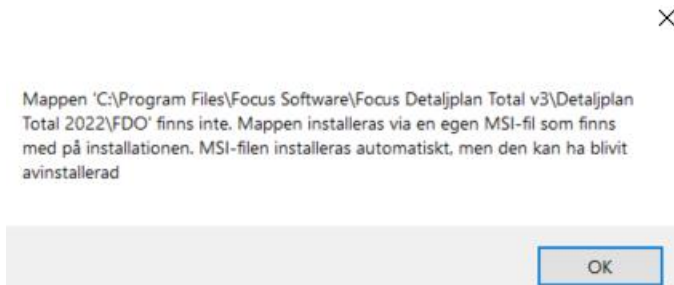 Mappen 'C:\Program Files\Focus Software\Focus Detaljplan Total v3\Detaljplan
Total 2022\FDO' finns inte. Mappen installeras via en egen MSI-fil som finns
med på installationen. MSI-filen installeras automatiskt, men den kan ha blivit
avinstallerad
OK